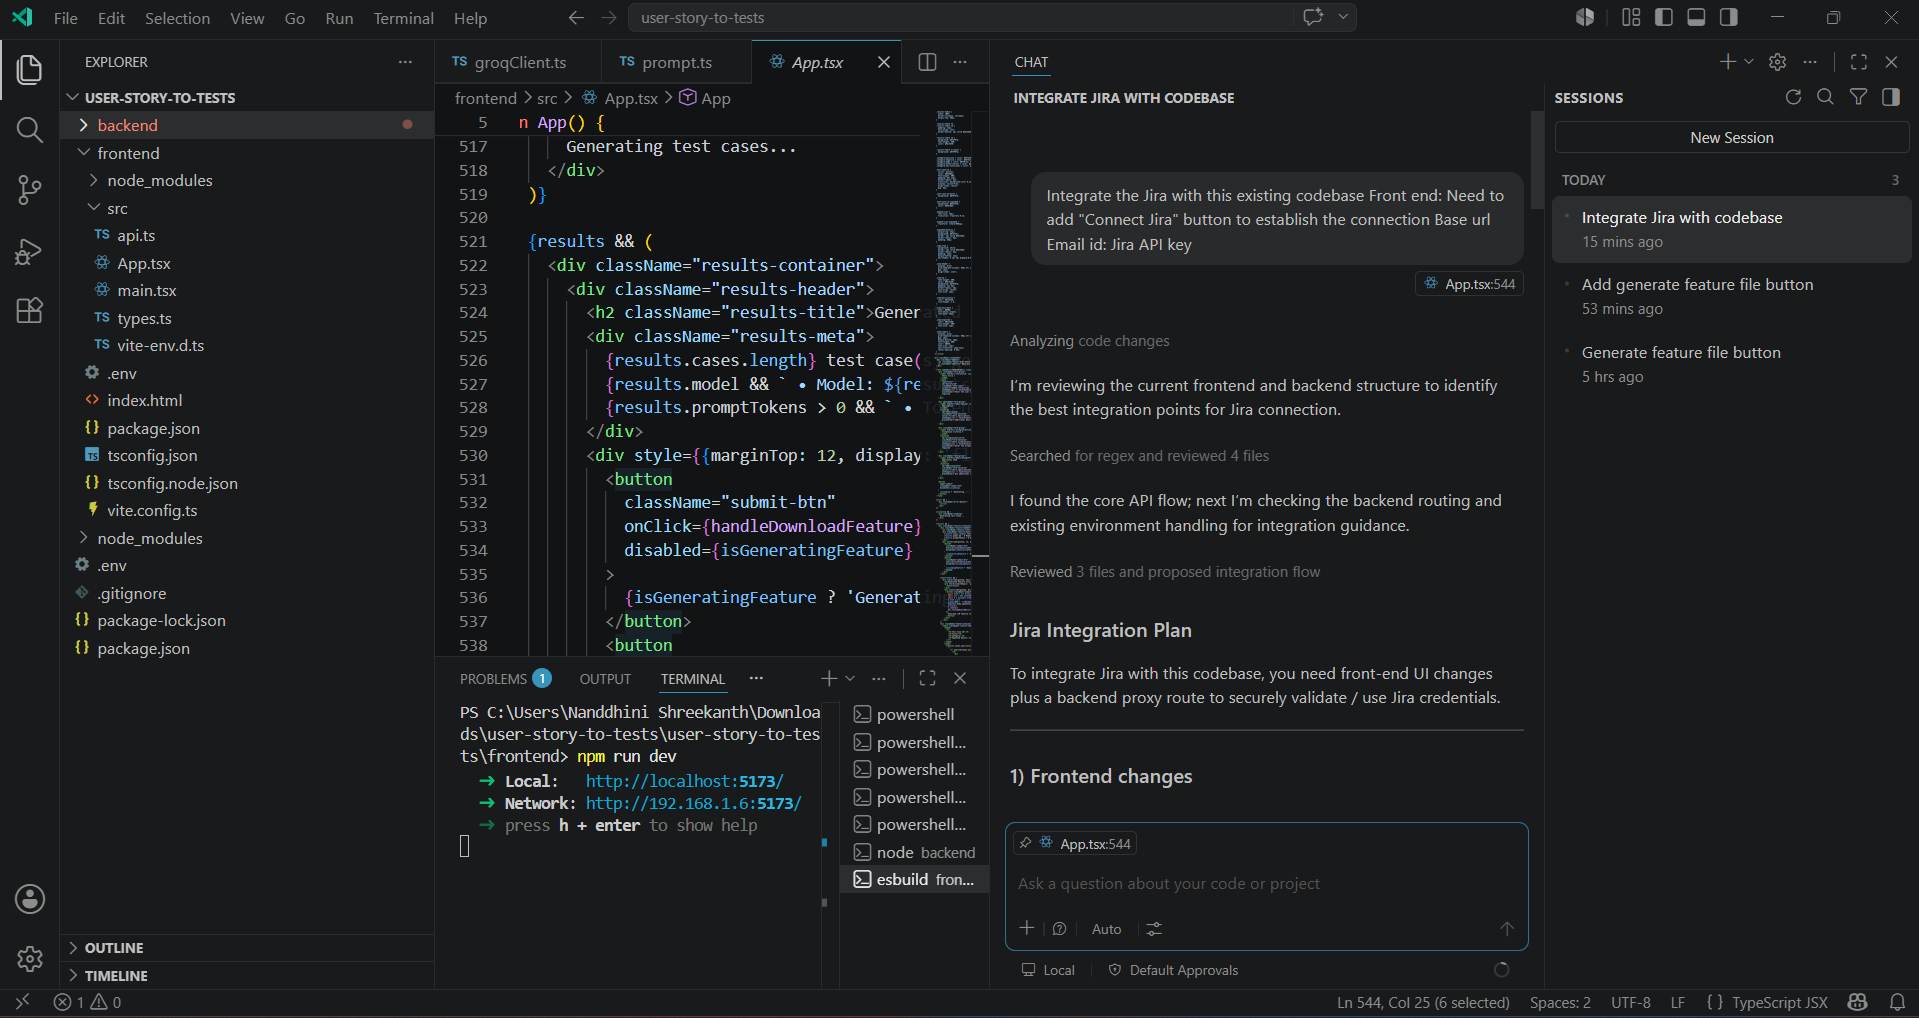 File Edit Selection View Go Run Terminal Help
user-story-to-tests
EXPLORER
USER-STORY-TO-TESTS
backend
frontend
node_modules
src
TS api.ts
App.tsx
main.tsx
TS types.ts
TS vite-env.d.ts
.env
<> index.html
{} package.json
TS tsconfig.json
{} tsconfig.node.json
vite.config.ts
node_modules
.env
.gitignore
{} package-lock.json
{} package.json
OUTLINE
TIMELINE
TS groqClient.ts
TS prompt.ts
App.tsx
frontend > src > App.tsx > App
5 n App() {
517 Generating test cases...
518 </div>
519 )}
520
521 {results && (
522 <div className="results-container">
523 <div className="results-header">
524 <h2 className="results-title">Gener
525 <div className="results-meta">
526 {results.cases.length} test case(
527 {results.model && ` • Model: ${re
528 {results.promptTokens > 0 && ` •
529 </div>
530 <div style={{marginTop: 12, display:
531 <button
532 className="submit-btn"
533 onClick={handleDownloadFeature}
534 disabled={isGeneratingFeature}
535 >
536 {isGeneratingFeature ? 'Generati
537 </button>
538 <button
PROBLEMS 1 OUTPUT TERMINAL
PS C:\Users\Nanddhini Shreekanth\Downloa
ds\user-story-to-tests\user-story-to-tes
ts\frontend> npm run dev
➜ Local: http://localhost:5173/
➜ Network: http://192.168.1.6:5173/
➜ press h + enter to show help
powershell
powershell...
powershell...
powershell...
powershell...
node backend
esbuild fron...
CHAT
INTEGRATE JIRA WITH CODEBASE
Integrate the Jira with this existing codebase Front end: Need to
add "Connect Jira" button to establish the connection Base url
Email id: Jira API key
App.tsx:544
Analyzing code changes
I'm reviewing the current frontend and backend structure to identify
the best integration points for Jira connection.
Searched for regex and reviewed 4 files
I found the core API flow; next I'm checking the backend routing and
existing environment handling for integration guidance.
Reviewed 3 files and proposed integration flow
Jira Integration Plan
To integrate Jira with this codebase, you need front-end UI changes
plus a backend proxy route to securely validate / use Jira credentials.
1) Frontend changes
App.tsx:544
Ask a question about your code or project
Auto
Local
Default Approvals
SESSIONS
New Session
TODAY 3
Integrate Jira with codebase
15 mins ago
Add generate feature file button
53 mins ago
Generate feature file button
5 hrs ago
1 0
Ln 544, Col 25 (6 selected) Spaces: 2 UTF-8 LF {} TypeScript JSX